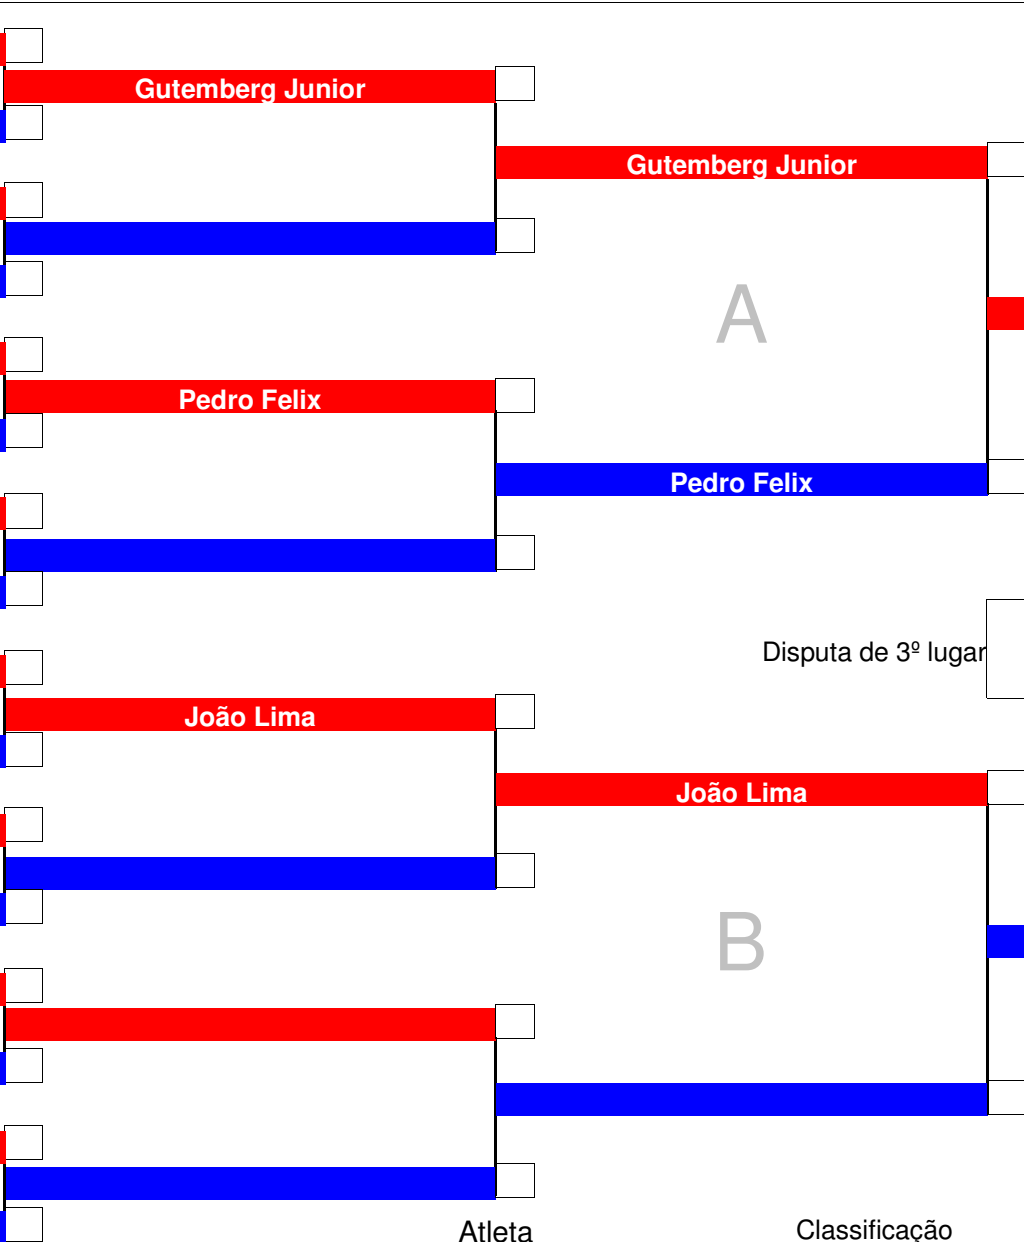 Gutemberg Junior
Gutemberg Junior
A
Pedro Felix
Pedro Felix
Disputa de 3º lugar
João Lima
João Lima
B
Atleta
Classificação